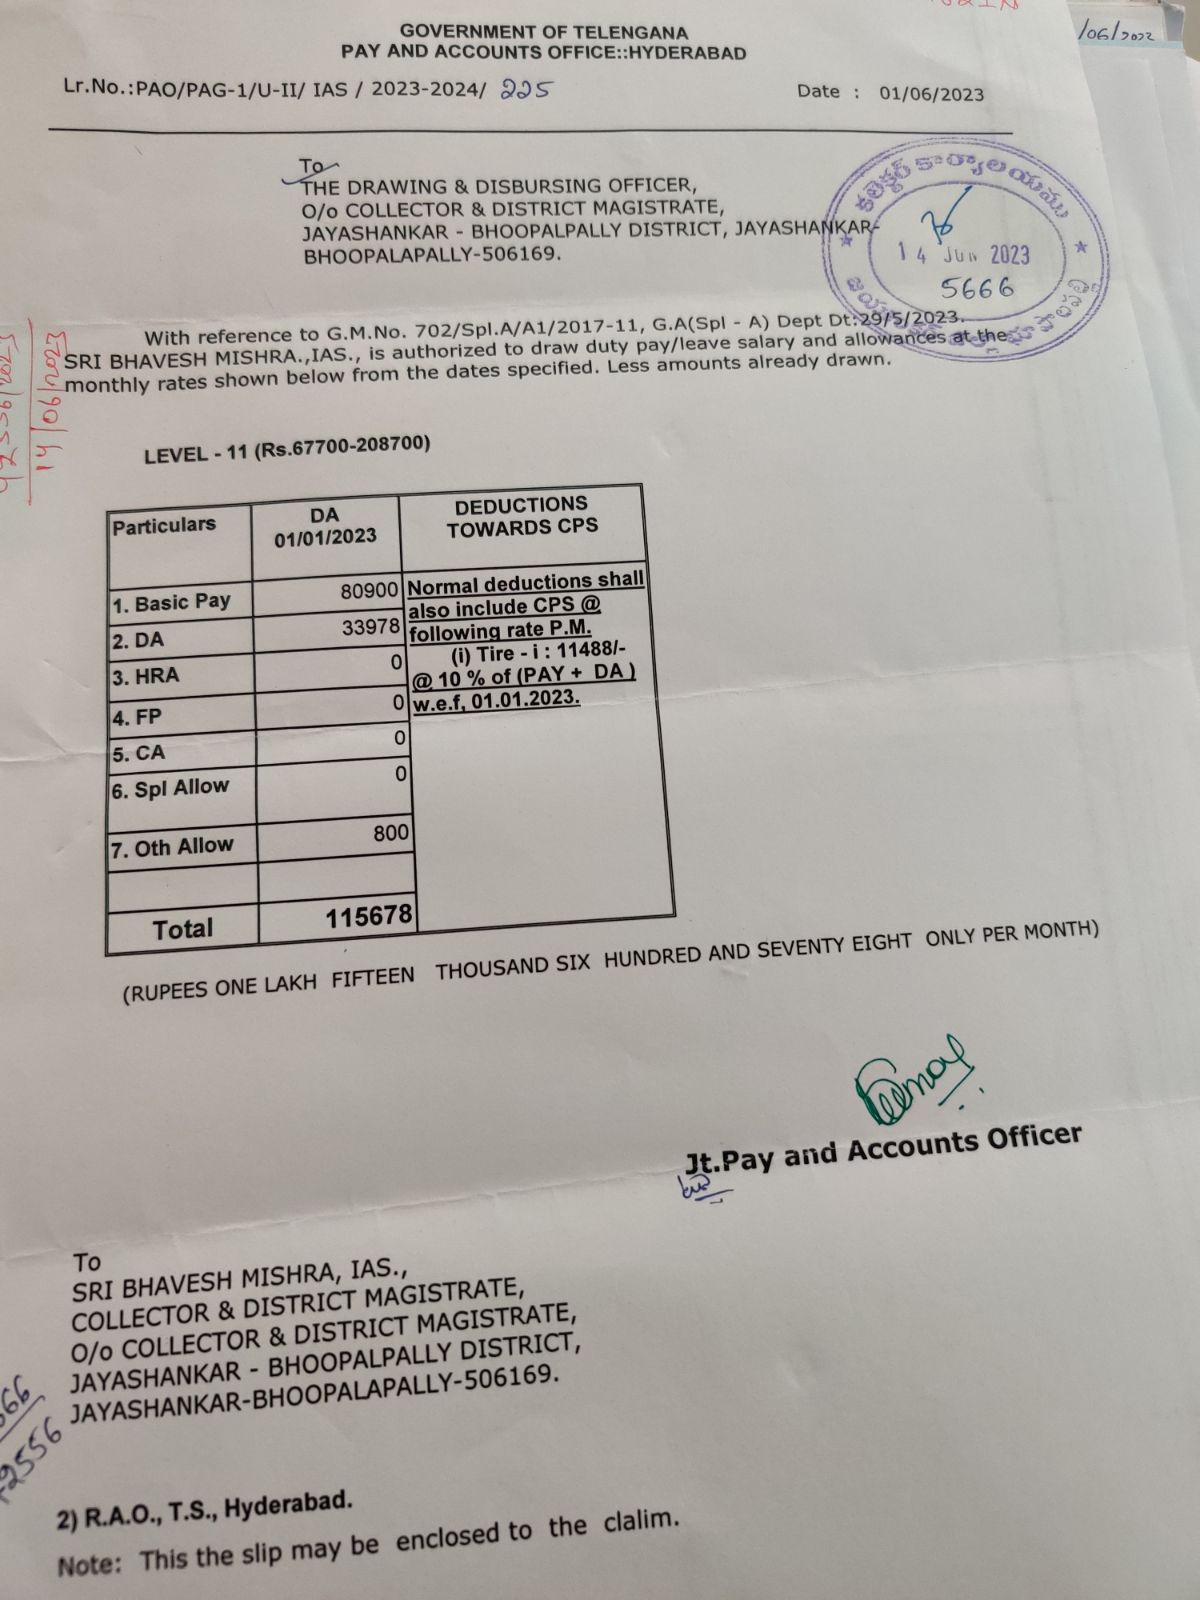 /06/2022
GOVERNMENT OF TELENGANA
PAY AND ACCOUNTS OFFICE::HYDERABAD
Lr.No.:PAO/PAG-1/U-II/ IAS / 2023-2024/ 225
Date : 01/06/2023
To
THE DRAWING & DISBURSING OFFICER,
O/o COLLECTOR & DISTRICT MAGISTRATE,
JAYASHANKAR - BHOOPALPALLY DISTRICT, JAYASHANKAR-
BHOOPALAPALLY-506169.
కలెక్టర్ కార్యాలయము
14 JUN 2023
5666
With reference to G.M.No. 702/Spl.A/A1/2017-11, G.A(Spl - A) Dept Dt:29/5/2023.
SRI BHAVESH MISHRA.,IAS., is authorized to draw duty pay/leave salary and allowances at the
monthly rates shown below from the dates specified. Less amounts already drawn.
14/06/2023
LEVEL - 11 (Rs.67700-208700)
Particulars DA 01/01/2023 DEDUCTIONS TOWARDS CPS
1. Basic Pay 80900
2. DA 33978
3. HRA 0
4. FP 0
5. CA 0
6. Spl Allow 0
7. Oth Allow 800
Total 115678
Normal deductions shall
also include CPS @
following rate P.M.
(i) Tire - i : 11488/-
@ 10 % of (PAY + DA )
w.e.f, 01.01.2023.
(RUPEES ONE LAKH FIFTEEN THOUSAND SIX HUNDRED AND SEVENTY EIGHT ONLY PER MONTH)
Jt.Pay and Accounts Officer
To
SRI BHAVESH MISHRA, IAS.,
COLLECTOR & DISTRICT MAGISTRATE,
O/o COLLECTOR & DISTRICT MAGISTRATE,
JAYASHANKAR - BHOOPALPALLY DISTRICT,
JAYASHANKAR-BHOOPALAPALLY-506169.
2) R.A.O., T.S., Hyderabad.
Note: This the slip may be enclosed to the clalim.